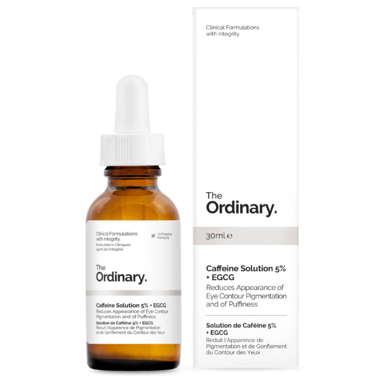 Clinical Formulations
with integrity.
Clinical Formulations
with integrity.
Formulations Cliniques
The
Ordinary.
Caffeine Solution 5% + EGCG
Reduces Appearance of Eye Contour
Pigmentation and of Puffiness
Solution de Caféine 5% + EGCG
Réduit l'Apparence de Pigmentation
et de Gonflement du Contour des Yeux
The
Ordinary.
30ml e
Caffeine Solution 5%
+ EGCG
Reduces Appearance of
Eye Contour Pigmentation
and of Puffiness
Solution de Caféine 5%
+ EGCG
Réduit l'Apparence de
Pigmentation et de Gonflement
du Contour des Yeux